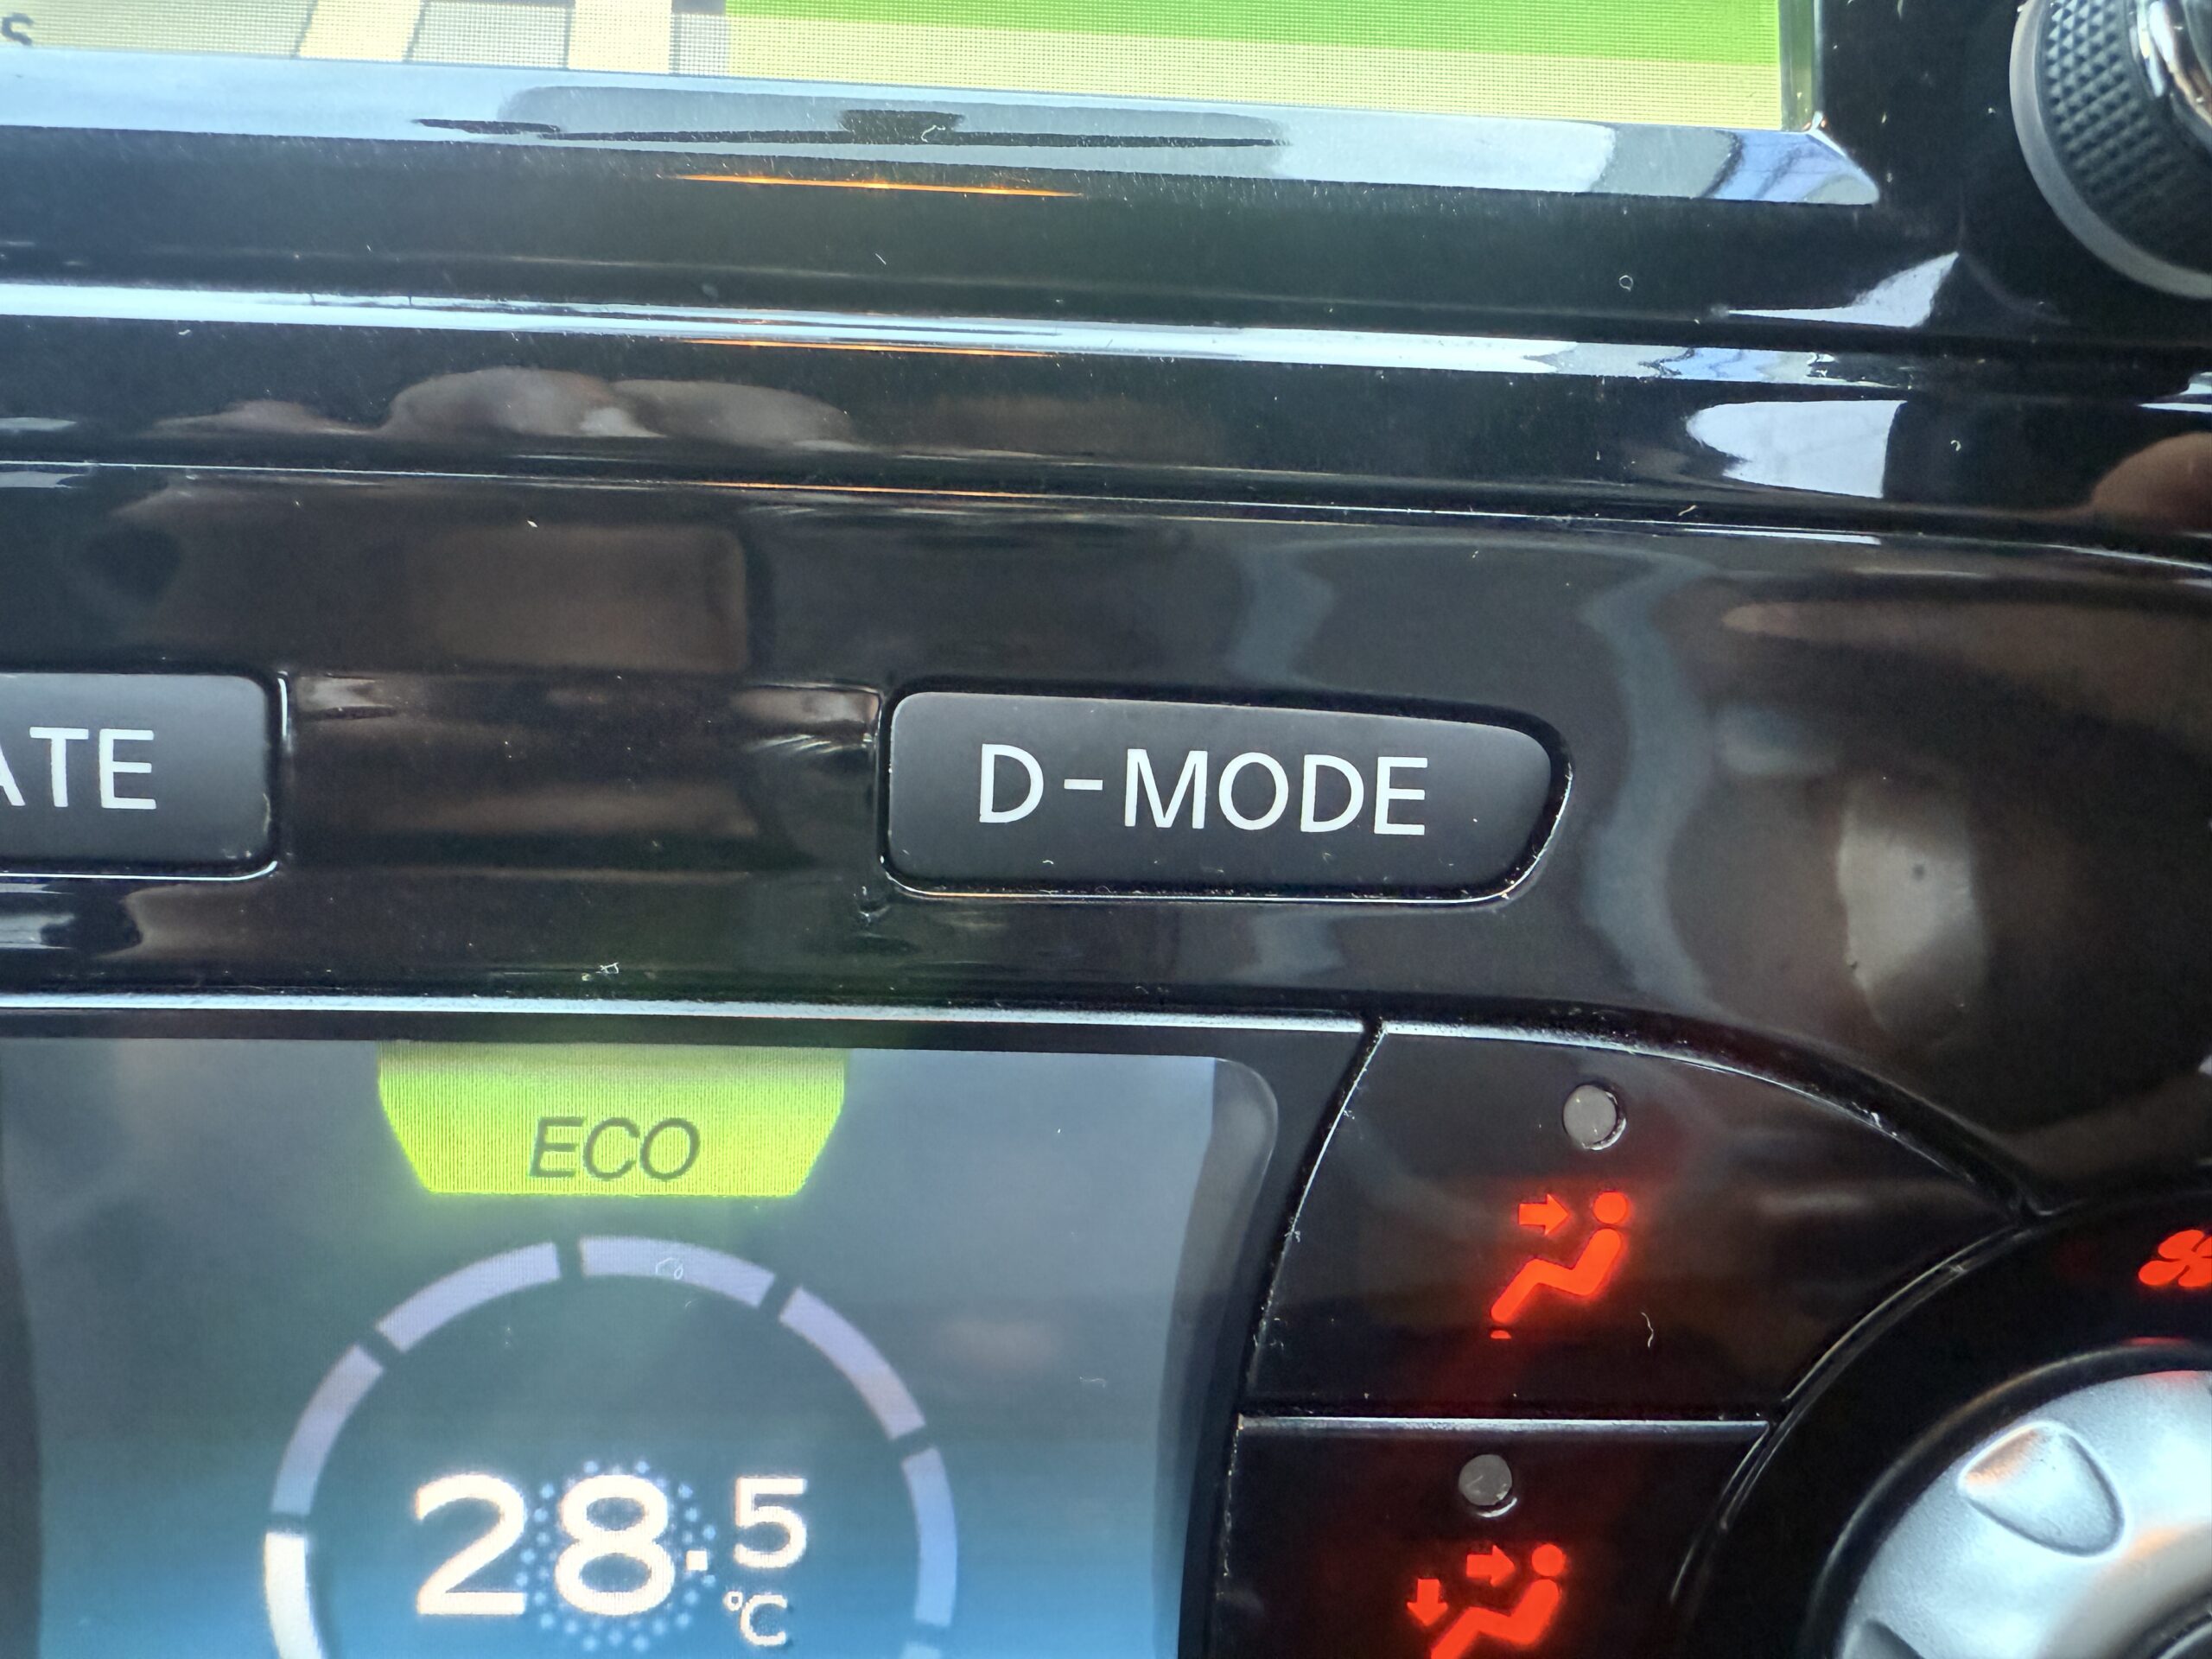 S
ATE
D-MODE
ECO
28.5
°C